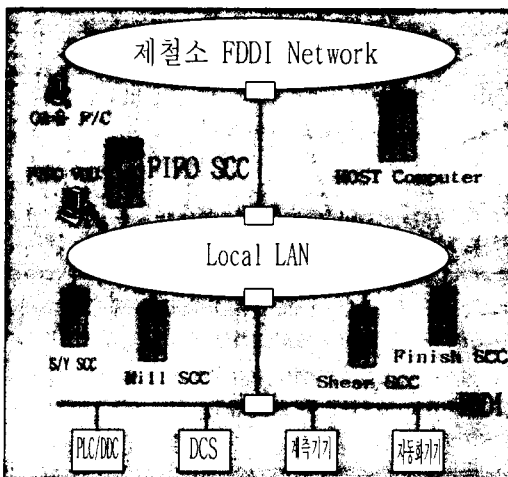 제철소 FDDI Network
P/C
PIPO SCC
HOST Computer
Local LAN
S/Y SCC
Mill SCC
Shear SCC
Finish SCC
PLC/DDC
DCS
계측기기
자동화기기